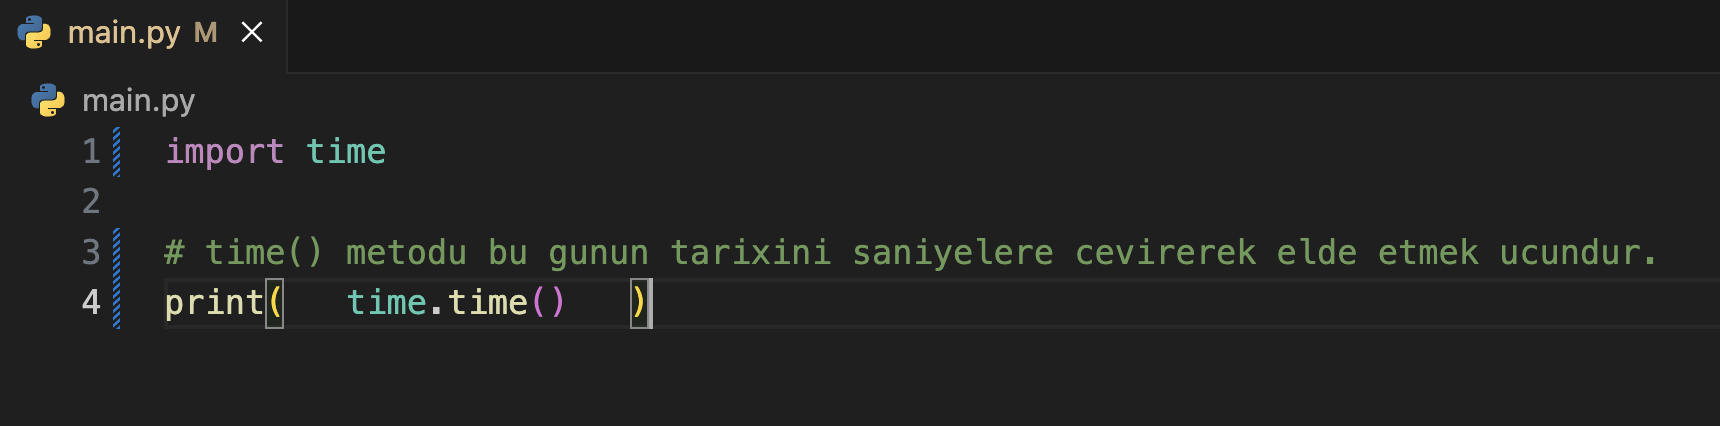 main.py M
main.py
1 import time
2
3 # time() metodu bu gunun tarixini saniyelere cevirerek elde etmek ucundur.
4 print(   time.time()   )